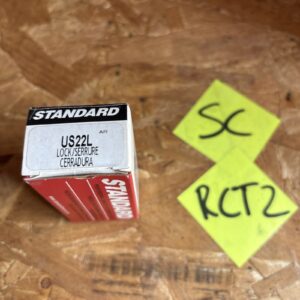 STANDARD
US22L
LOCK/SERRURE
CERRADURA
STANDARD
SC
RCT2